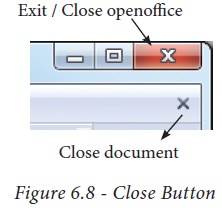 Exit / Close openoffice
Close document
Figure 6.8 - Close Button